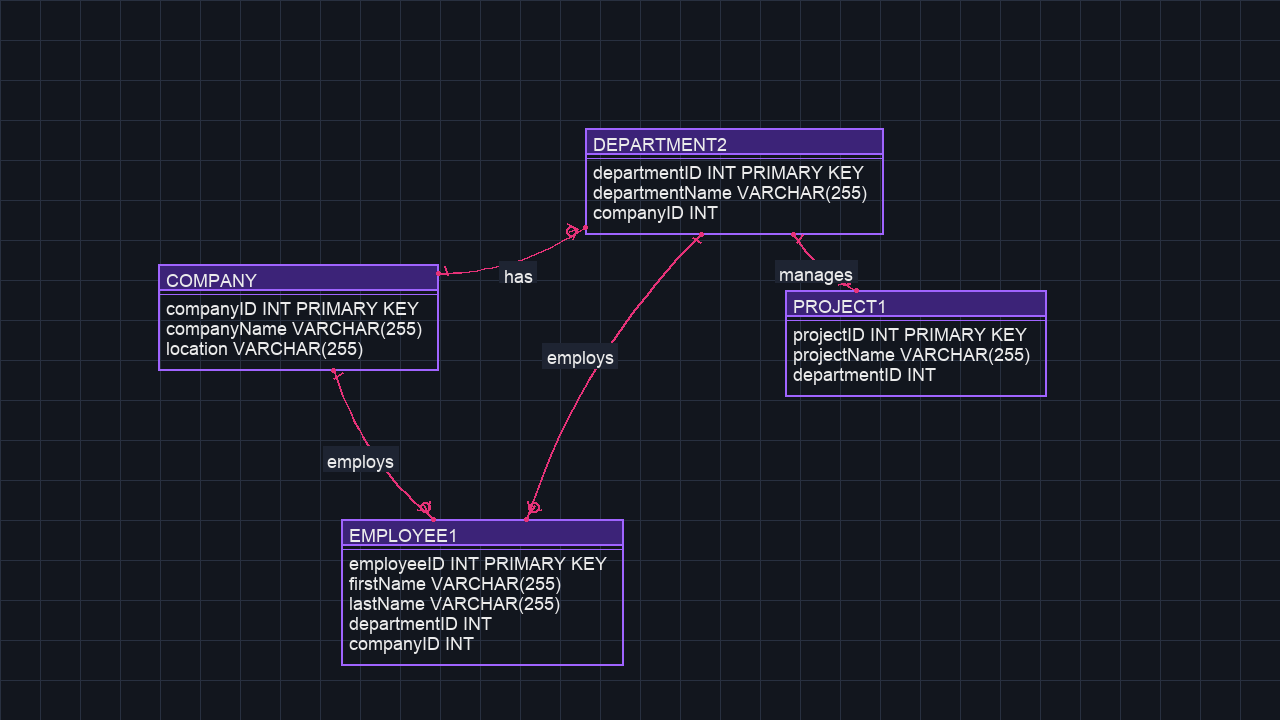 DEPARTMENT2
departmentID INT PRIMARY KEY
departmentName VARCHAR(255)
companyID INT
has
COMPANY
companyID INT PRIMARY KEY
companyName VARCHAR(255)
location VARCHAR(255)
manages
PROJECT1
projectID INT PRIMARY KEY
projectName VARCHAR(255)
departmentID INT
employs
employs
EMPLOYEE1
employeeID INT PRIMARY KEY
firstName VARCHAR(255)
lastName VARCHAR(255)
departmentID INT
companyID INT